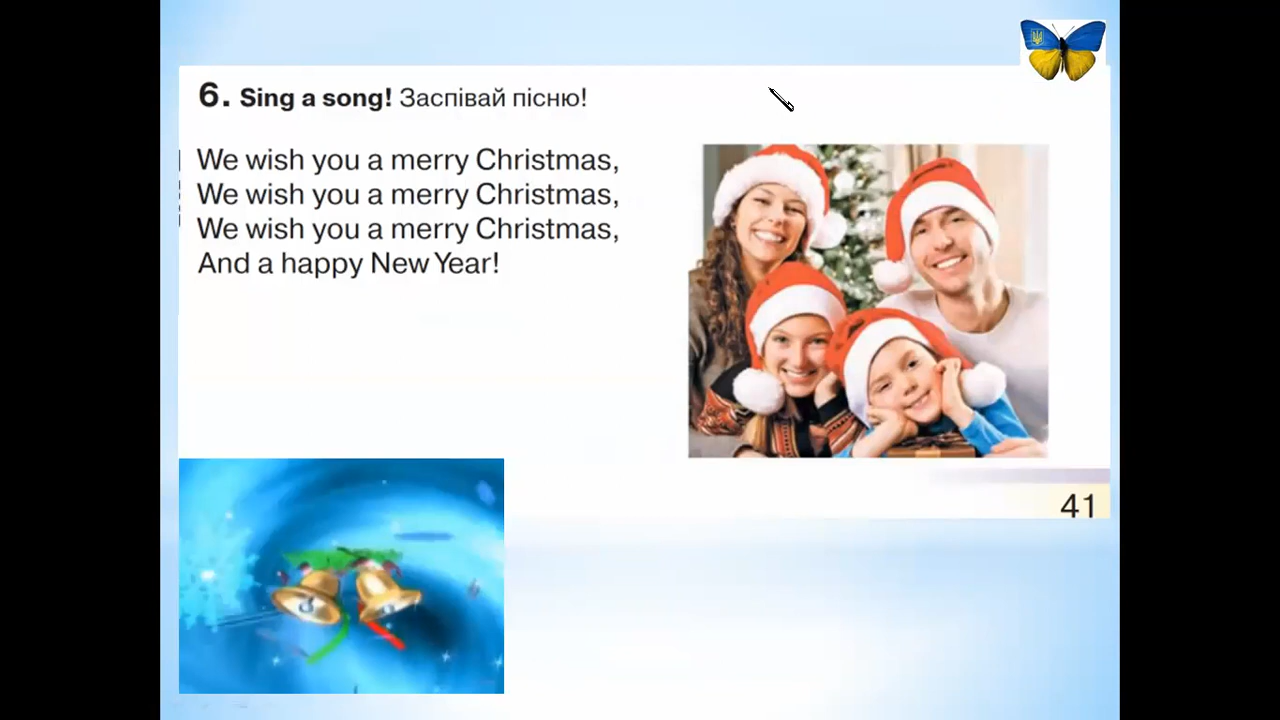 6. Sing a song! Заспівай пісню!
We wish you a merry Christmas,
We wish you a merry Christmas,
We wish you a merry Christmas,
And a happy New Year!
41